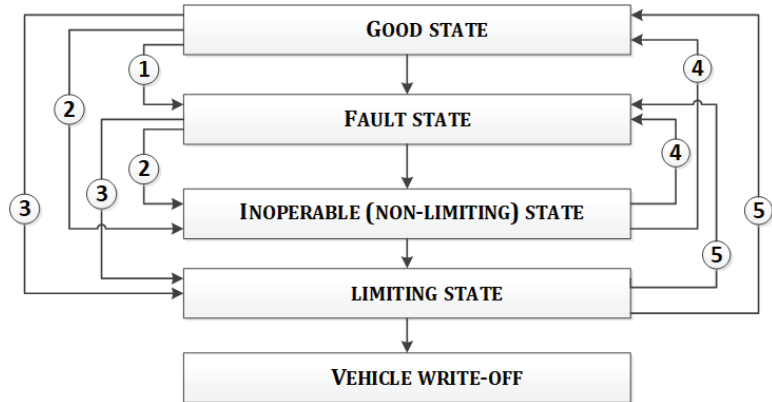 GOOD STATE
1
4
2
FAULT STATE
2
3
4
3
5
INOPERABLE (NON-LIMITING) STATE
5
LIMITING STATE
VEHICLE WRITE-OFF